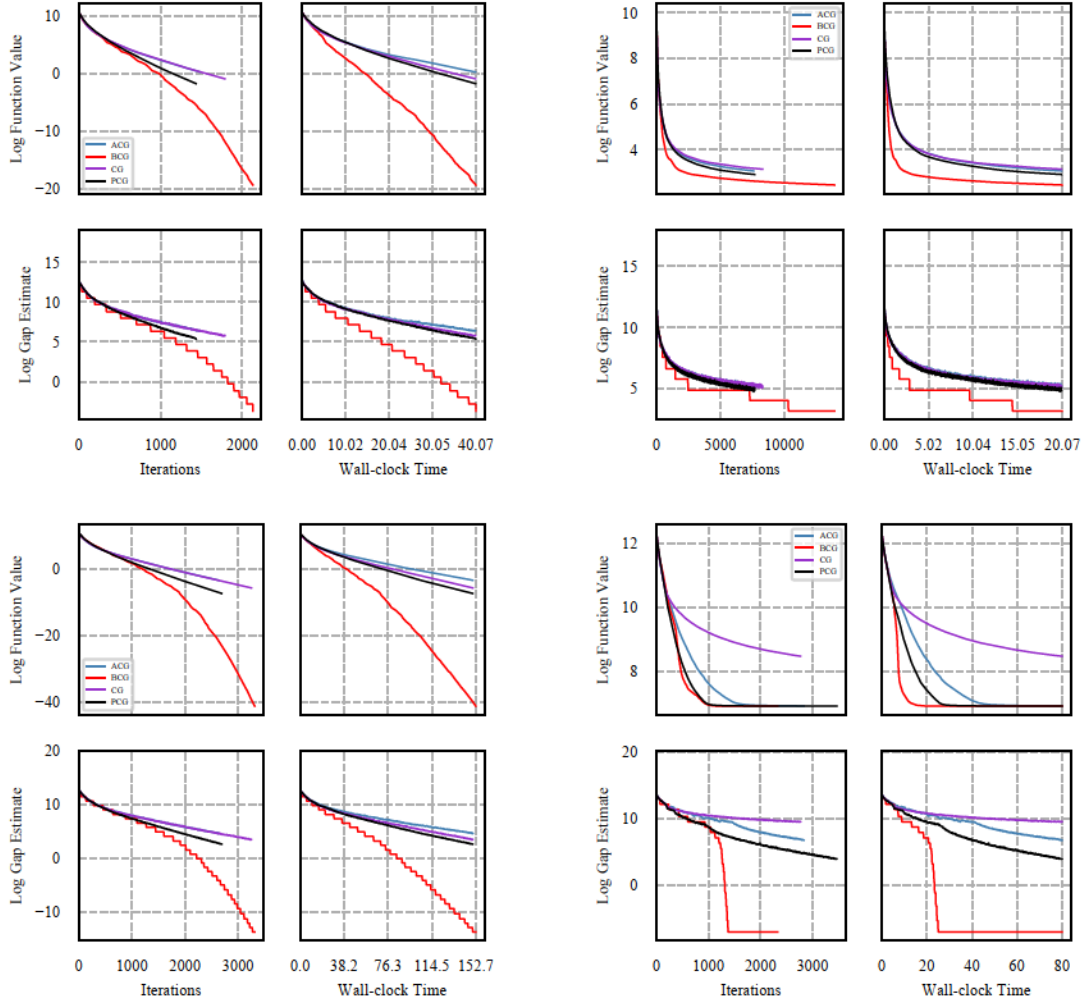 Log Function Value
10
0
−10
−20
ACG
BCG
CG
PCG
Log Gap Estimate
15
10
5
0
0 1000 2000
Iterations
0.00 10.02 20.04 30.05 40.07
Wall-clock Time
Log Function Value
10
8
6
4
ACG
BCG
CG
PCG
Log Gap Estimate
15
10
5
0 5000 10000
Iterations
0.00 5.02 10.04 15.05 20.07
Wall-clock Time
Log Function Value
0
−20
−40
ACG
BCG
CG
PCG
Log Gap Estimate
20
10
0
−10
0 1000 2000 3000
Iterations
0.0 38.2 76.3 114.5 152.7
Wall-clock Time
Log Function Value
12
10
8
ACG
BCG
CG
PCG
Log Gap Estimate
20
10
0
0 1000 2000 3000
Iterations
0 20 40 60 80
Wall-clock Time